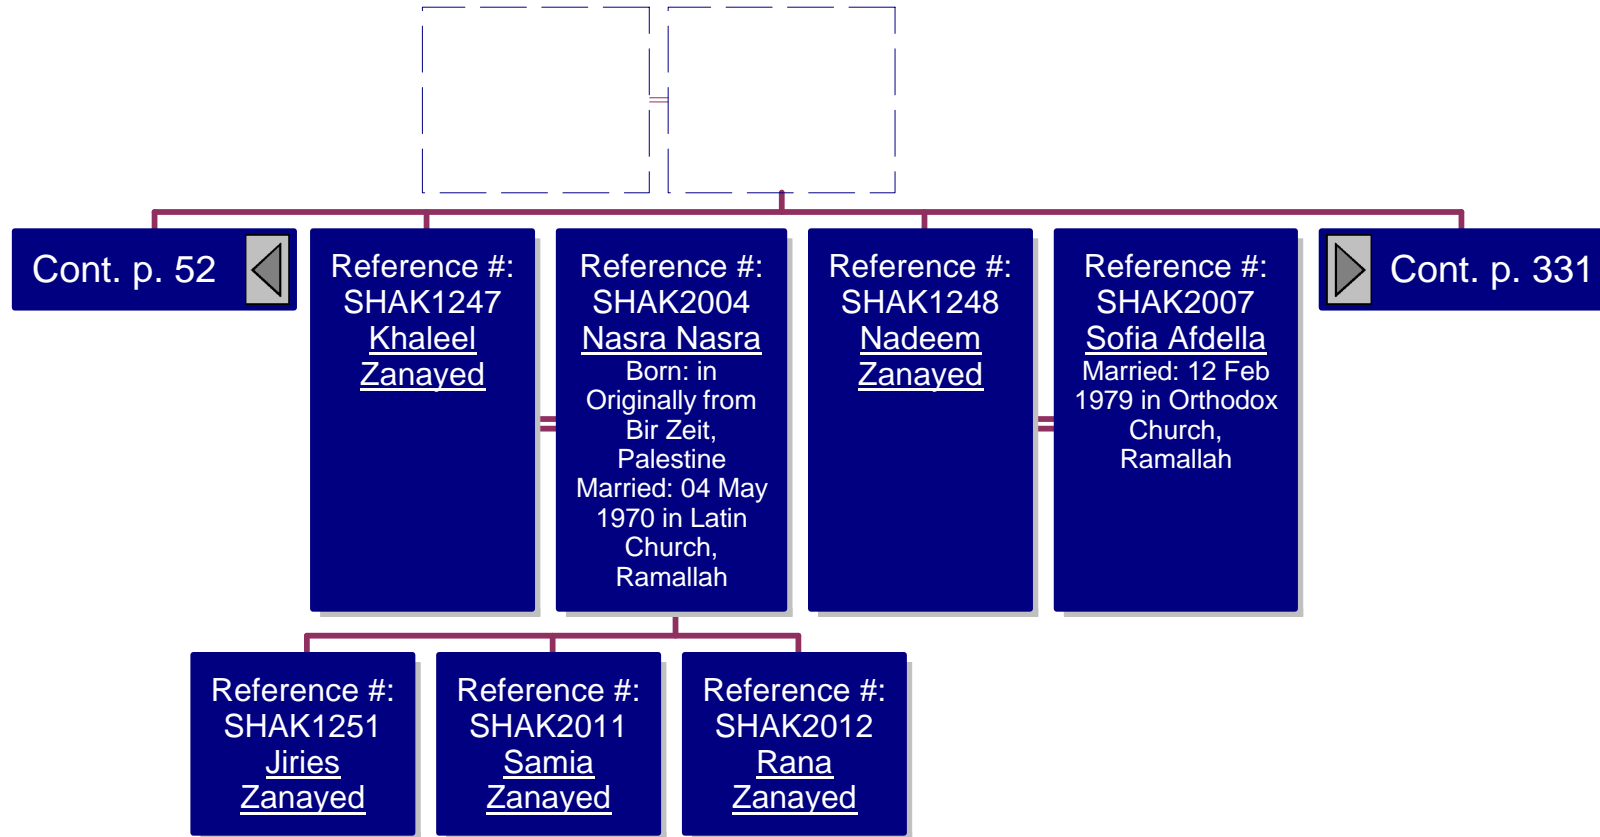 Cont. p. 52
Reference #:
SHAK1247
Khaleel
Zanayed
Reference #:
SHAK2004
Nasra Nasra
Born: in
Originally from
Bir Zeit,
Palestine
Married: 04 May
1970 in Latin
Church,
Ramallah
Reference #:
SHAK1248
Nadeem
Zanayed
Reference #:
SHAK2007
Sofia Afdella
Married: 12 Feb
1979 in Orthodox
Church,
Ramallah
Cont. p. 331
Reference #:
SHAK1251
Jiries
Zanayed
Reference #:
SHAK2011
Samia
Zanayed
Reference #:
SHAK2012
Rana
Zanayed